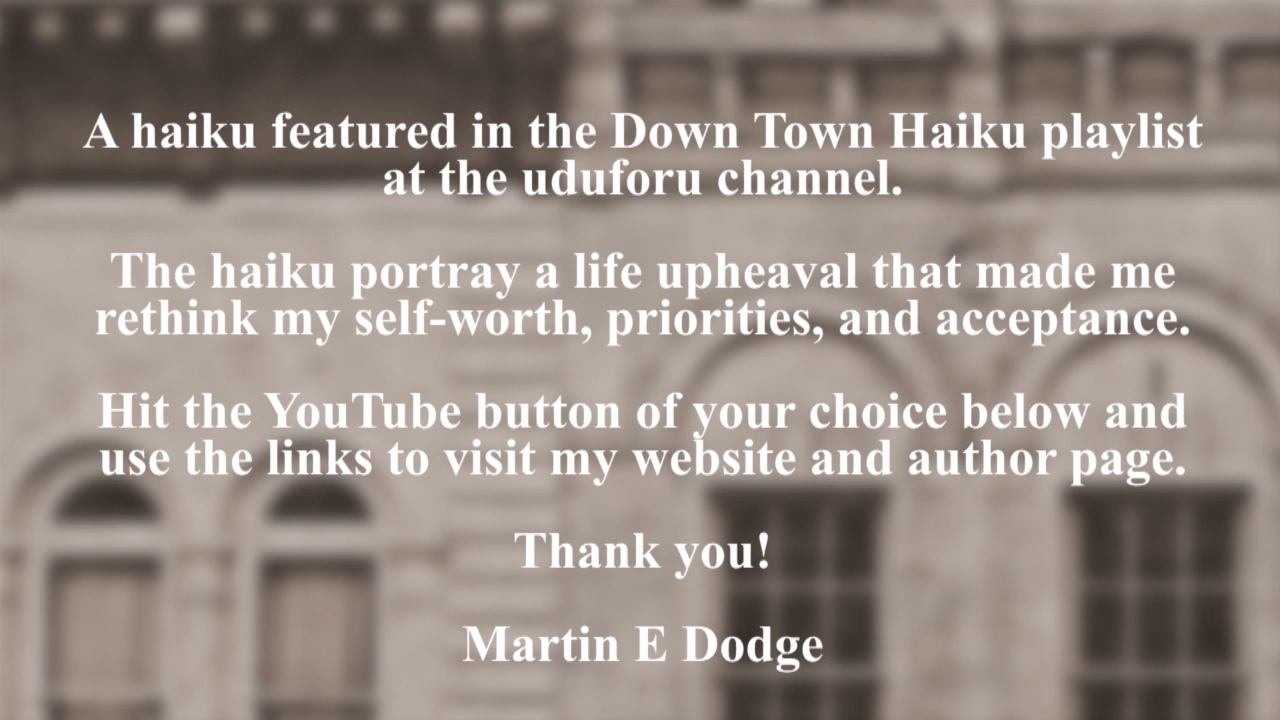 A haiku featured in the Down Town Haiku playlist
at the uduforu channel.
The haiku portray a life upheaval that made me
rethink my self-worth, priorities, and acceptance.
Hit the YouTube button of your choice below and
use the links to visit my website and author page.
Thank you!
Martin E Dodge